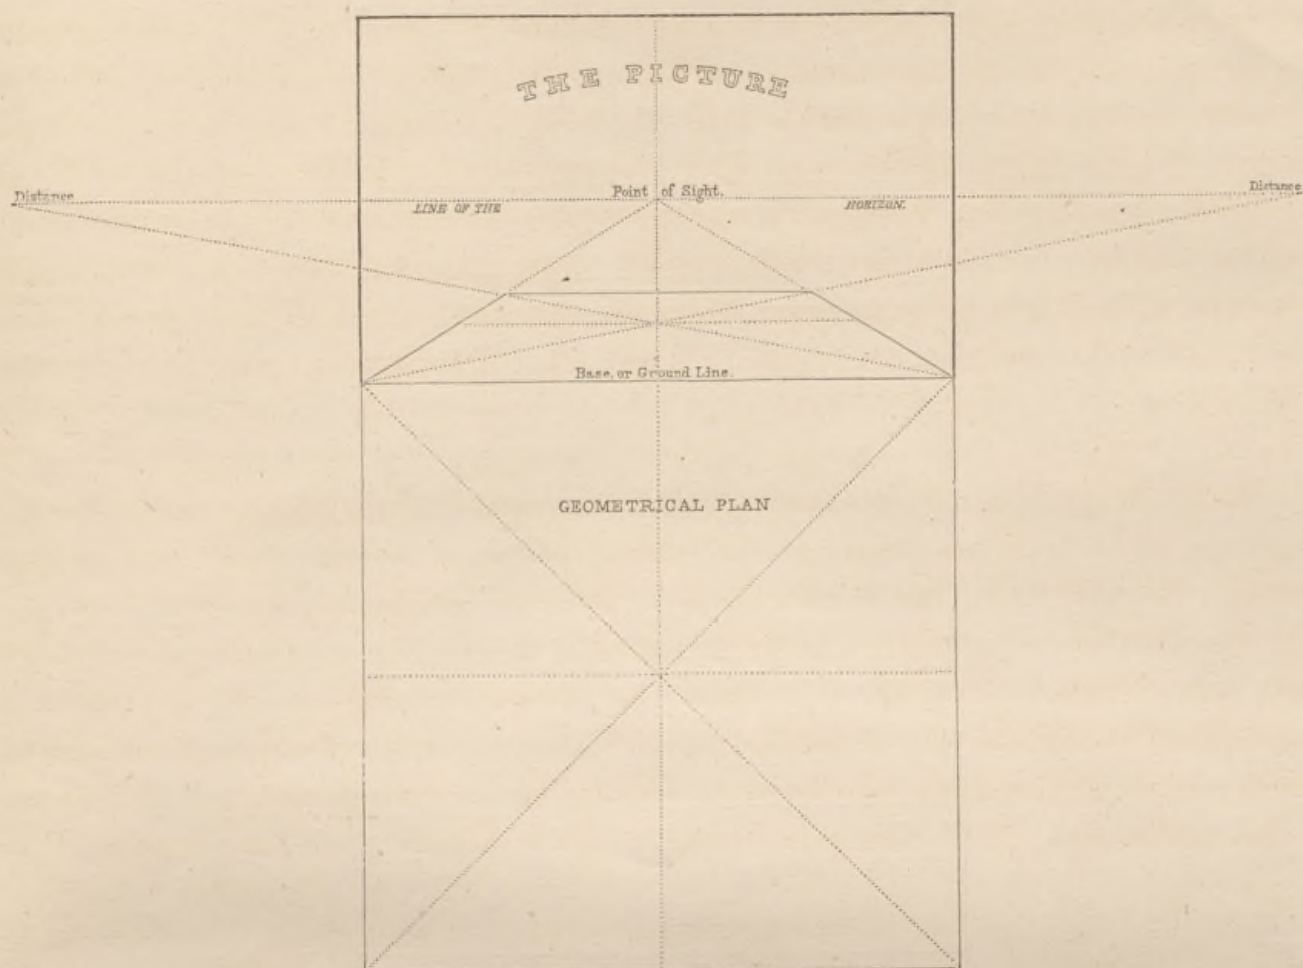 THE PICTURE
Distance
Point of Sight.
Distance
LINE OF THE HORIZON.
Base, or Ground Line.
GEOMETRICAL PLAN